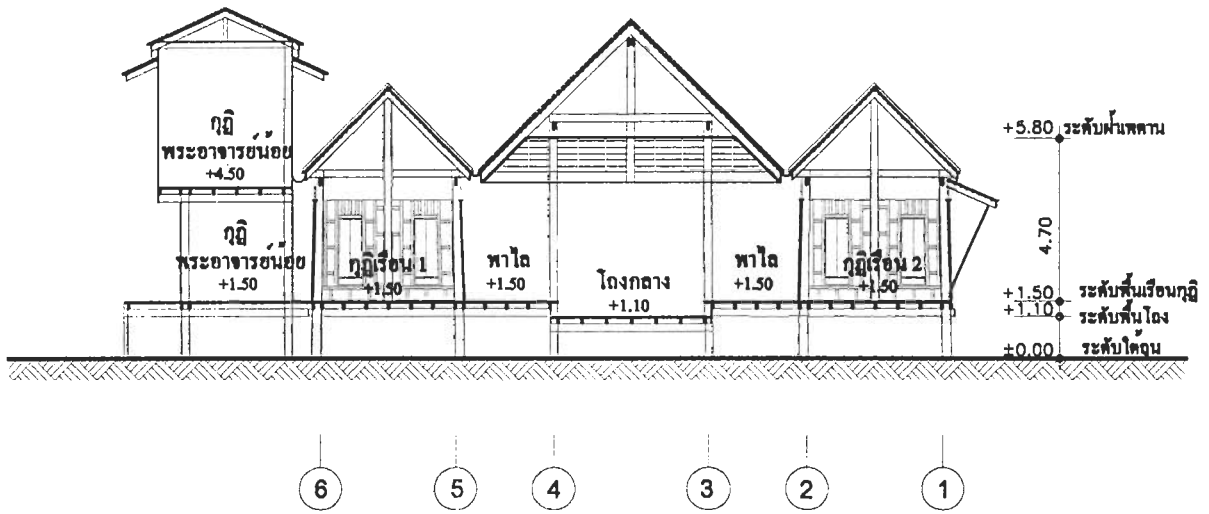 กุฏิ
พระอาจารย์น้อย
+4.50
+5.80 ระดับฝ้าเพดาน
4.70
กุฏิ
พระอาจารย์น้อย
+1.50
กุฏิเรือน 1
+1.50
พาไล
+1.50
โถงกลาง
+1.10
พาไล
+1.50
กุฏิเรือน 2
+1.50
+1.50 ระดับพื้นเรือนกุฏิ
+1.10 ระดับพื้นโถง
±0.00 ระดับใต้ถุน
6 5 4 3 2 1